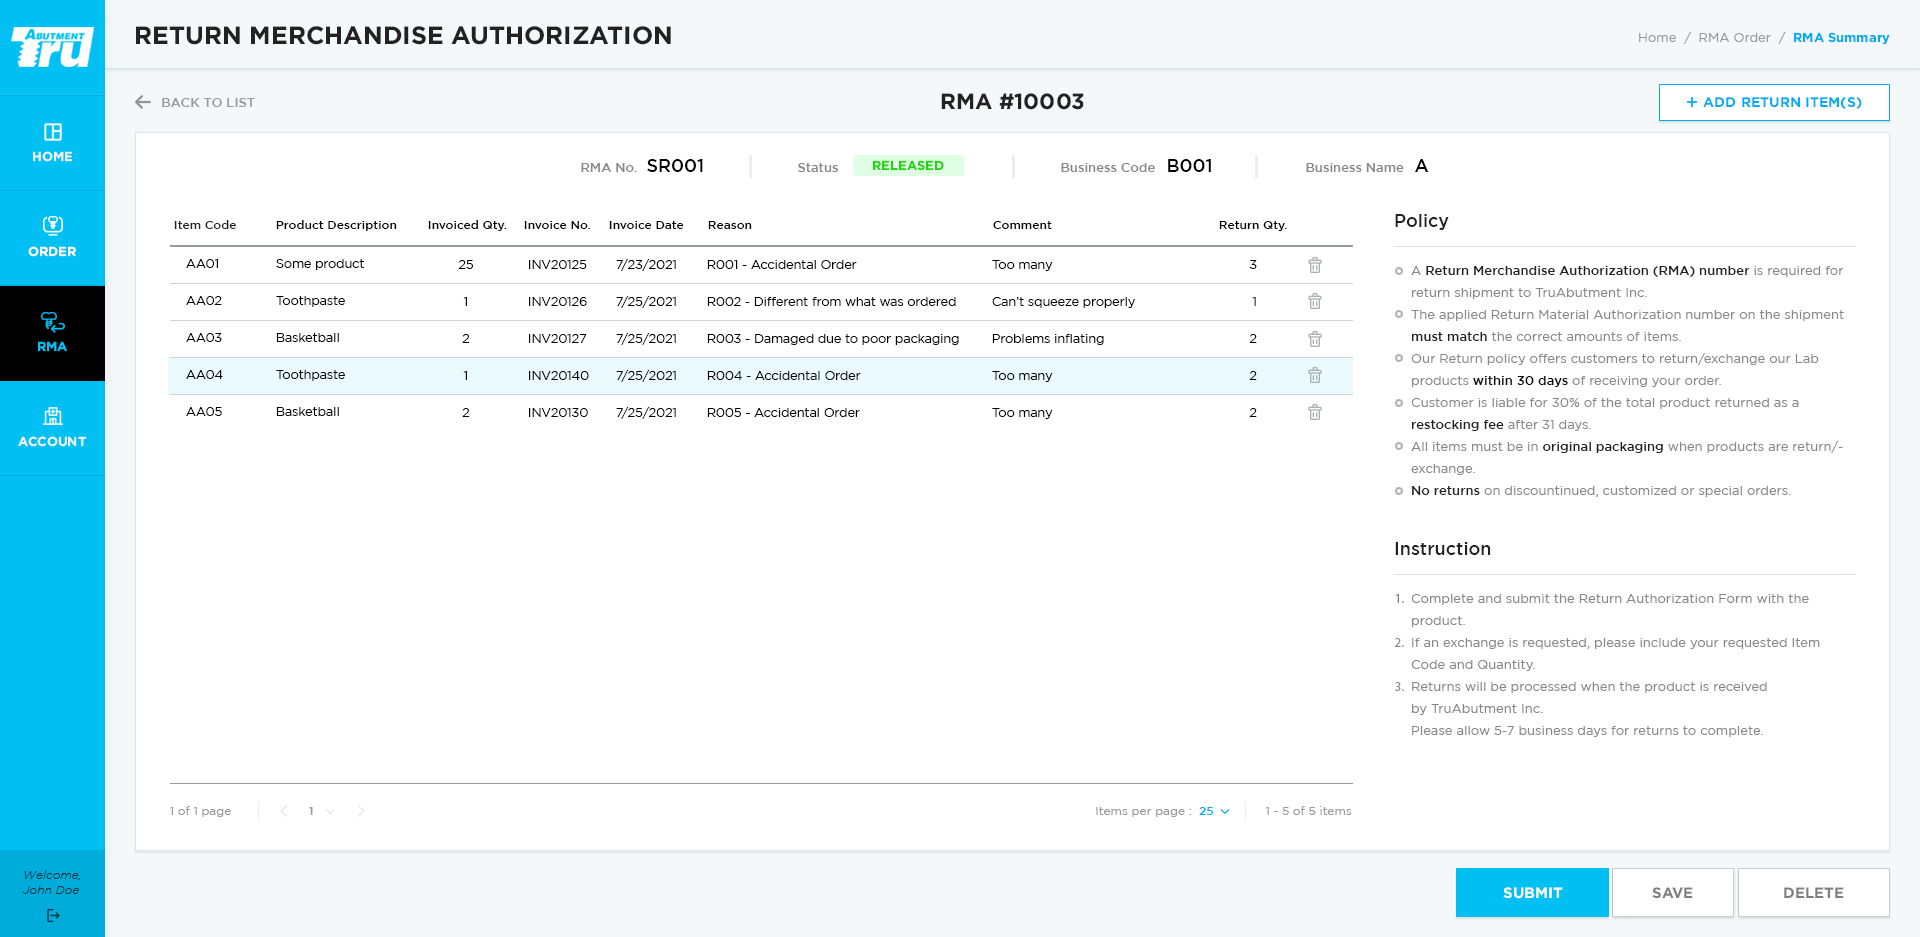 ABUTMENT
Tru
RETURN MERCHANDISE AUTHORIZATION
Home / RMA Order / RMA Summary
BACK TO LIST
RMA #10003
+ ADD RETURN ITEM(S)
HOME
ORDER
RMA
ACCOUNT
Welcome,
John Doe
RMA No. SR001
Status RELEASED
Business Code B001
Business Name A
Item Code Product Description Invoiced Qty. Invoice No. Invoice Date Reason Comment Return Qty.
AA01 Some product 25 INV20125 7/23/2021 R001 - Accidental Order Too many 3
AA02 Toothpaste 1 INV20126 7/25/2021 R002 - Different from what was ordered Can't squeeze properly 1
AA03 Basketball 2 INV20127 7/25/2021 R003 - Damaged due to poor packaging Problems inflating 2
AA04 Toothpaste 1 INV20140 7/25/2021 R004 - Accidental Order Too many 2
AA05 Basketball 2 INV20130 7/25/2021 R005 - Accidental Order Too many 2
1 of 1 page 1
Items per page : 25 1 - 5 of 5 items
Policy
A Return Merchandise Authorization (RMA) number is required for
return shipment to TruAbutment Inc.
The applied Return Material Authorization number on the shipment
must match the correct amounts of items.
Our Return policy offers customers to return/exchange our Lab
products within 30 days of receiving your order.
Customer is liable for 30% of the total product returned as a
restocking fee after 31 days.
All items must be in original packaging when products are return/-
exchange.
No returns on discountinued, customized or special orders.
Instruction
1. Complete and submit the Return Authorization Form with the
product.
2. If an exchange is requested, please include your requested Item
Code and Quantity.
3. Returns will be processed when the product is received
by TruAbutment Inc.
Please allow 5-7 business days for returns to complete.
SUBMIT
SAVE
DELETE